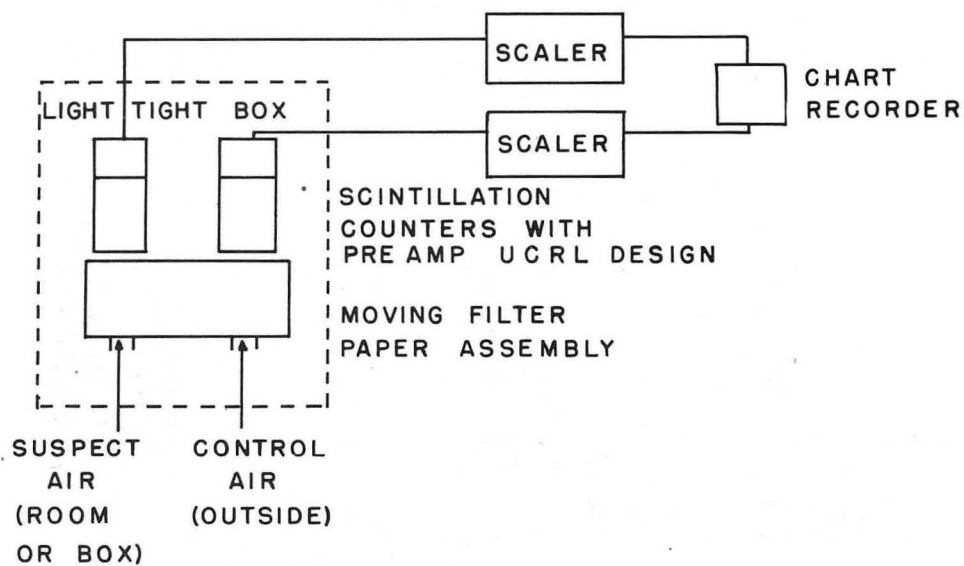 SCALER
CHART
RECORDER
LIGHT TIGHT BOX
SCALER
SCINTILLATION
COUNTERS WITH
PRE AMP UCRL DESIGN
MOVING FILTER
PAPER ASSEMBLY
SUSPECT
AIR
(ROOM
OR BOX)
CONTROL
AIR
(OUTSIDE)